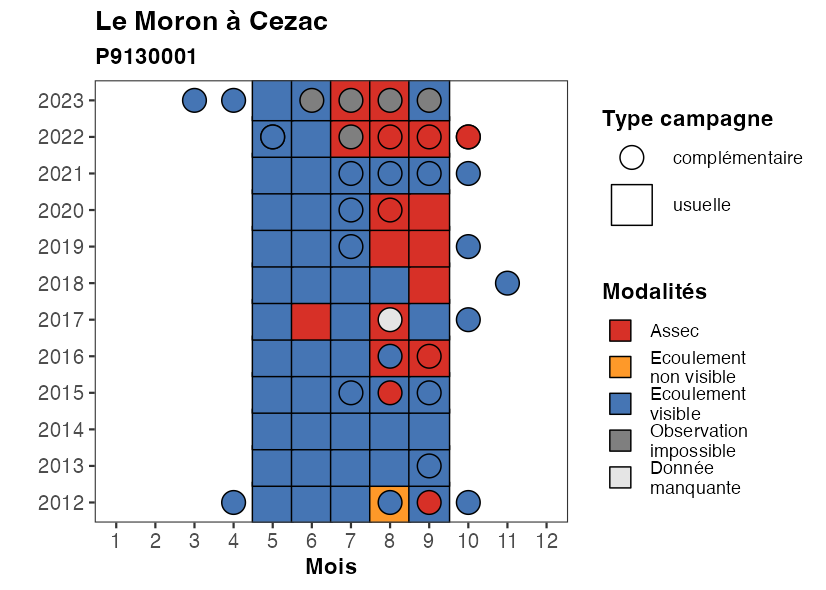 Le Moron à Cezac
P9130001
2023
2022
2021
2020
2019
2018
2017
2016
2015
2014
2013
2012
1 2 3 4 5 6 7 8 9 10 11 12
Mois
Type campagne
complémentaire
usuelle
Modalités
Assec
Ecoulement
non visible
Ecoulement
visible
Observation
impossible
Donnée
manquante